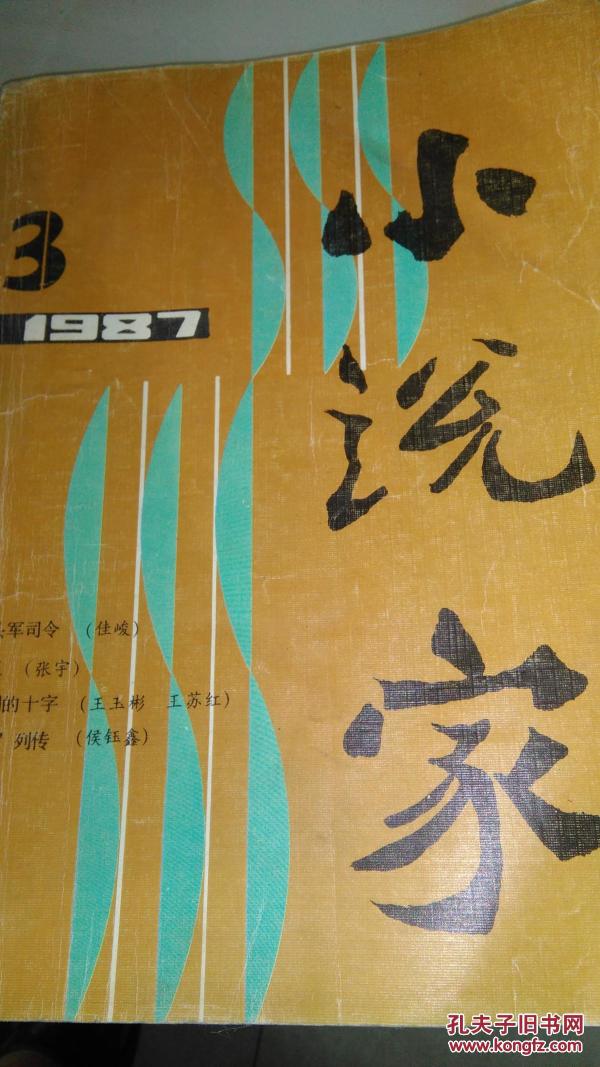 小说家
3
1987
军司令 (佳峻)
(张宇)
的十字 (王玉彬 王苏红)
列传 (侯钰鑫)
孔夫子旧书网
www.kongfz.com